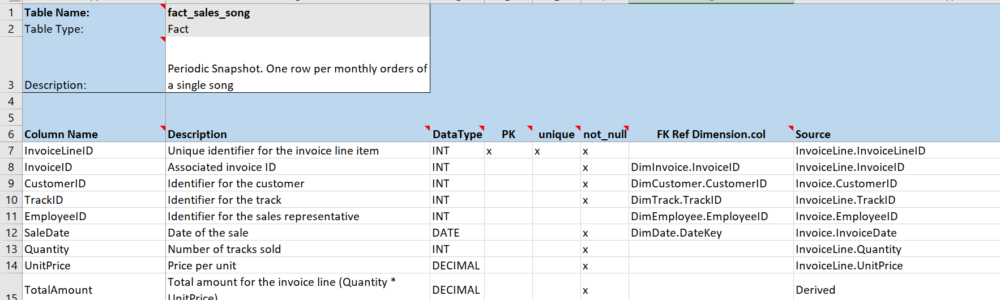 1 Table Name: fact_sales_song
2 Table Type: Fact
Periodic Snapshot. One row per monthly orders of
3 Description: a single song
4
5
6 Column Name Description DataType PK unique not_null FK Ref Dimension.col Source
7 InvoiceLineID Unique identifier for the invoice line item INT x x x InvoiceLine.InvoiceLineID
8 InvoiceID Associated invoice ID INT x DimInvoice.InvoiceID InvoiceLine.InvoiceID
9 CustomerID Identifier for the customer INT x DimCustomer.CustomerID Invoice.CustomerID
10 TrackID Identifier for the track INT x DimTrack.TrackID InvoiceLine.TrackID
11 EmployeeID Identifier for the sales representative INT DimEmployee.EmployeeID Invoice.EmployeeID
12 SaleDate Date of the sale DATE x DimDate.DateKey Invoice.InvoiceDate
13 Quantity Number of tracks sold INT x InvoiceLine.Quantity
14 UnitPrice Price per unit DECIMAL x InvoiceLine.UnitPrice
Total amount for the invoice line (Quantity *
15 TotalAmount UnitPrice) DECIMAL x Derived